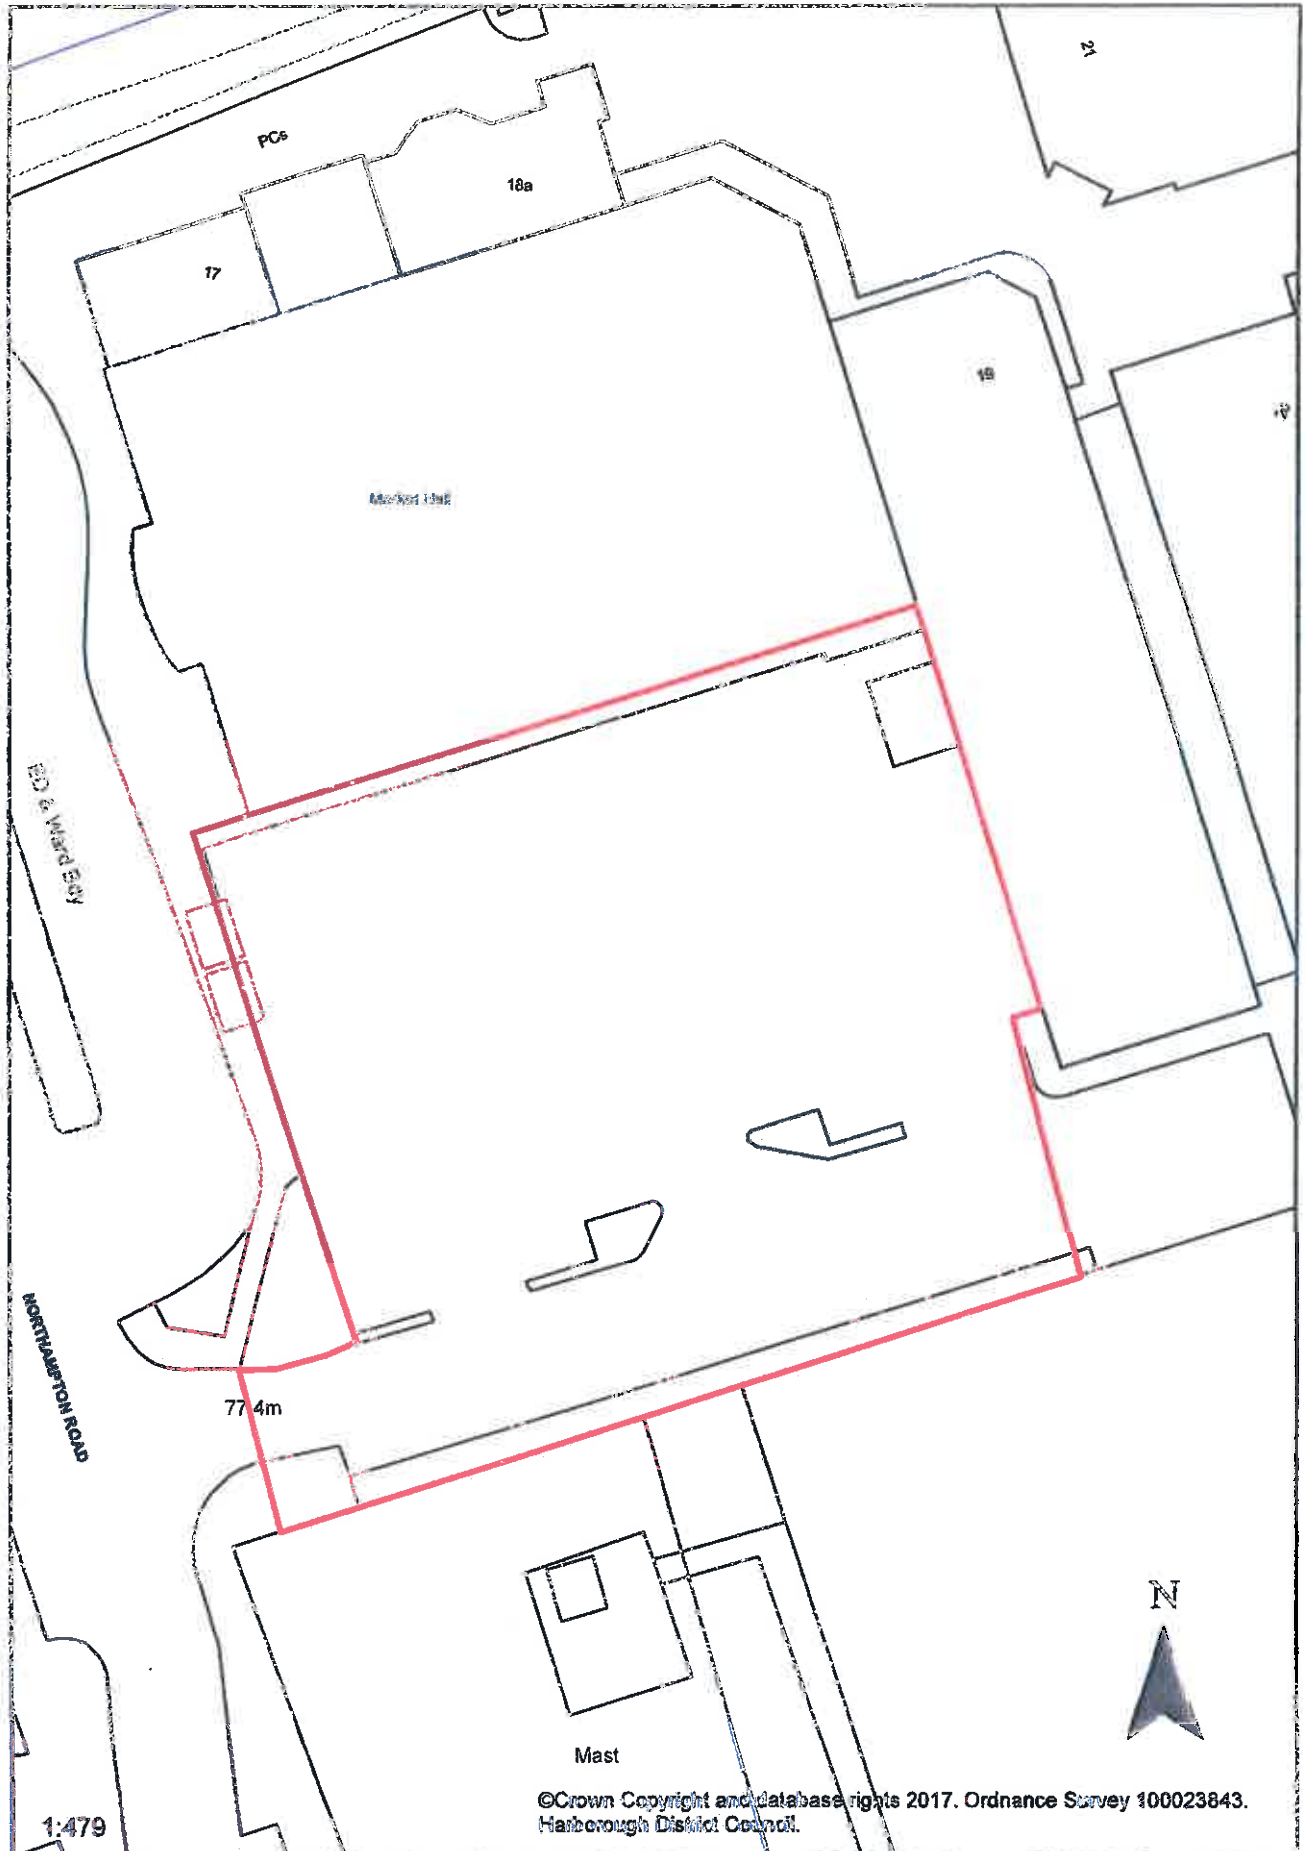 21
PCs
18a
17
19
Market Hall
ED & Ward Bdy
NORTHAMPTON ROAD
77.4m
N
Mast
©Crown Copyright and database rights 2017. Ordnance Survey 100023843.
Harborough District Council.
1:479